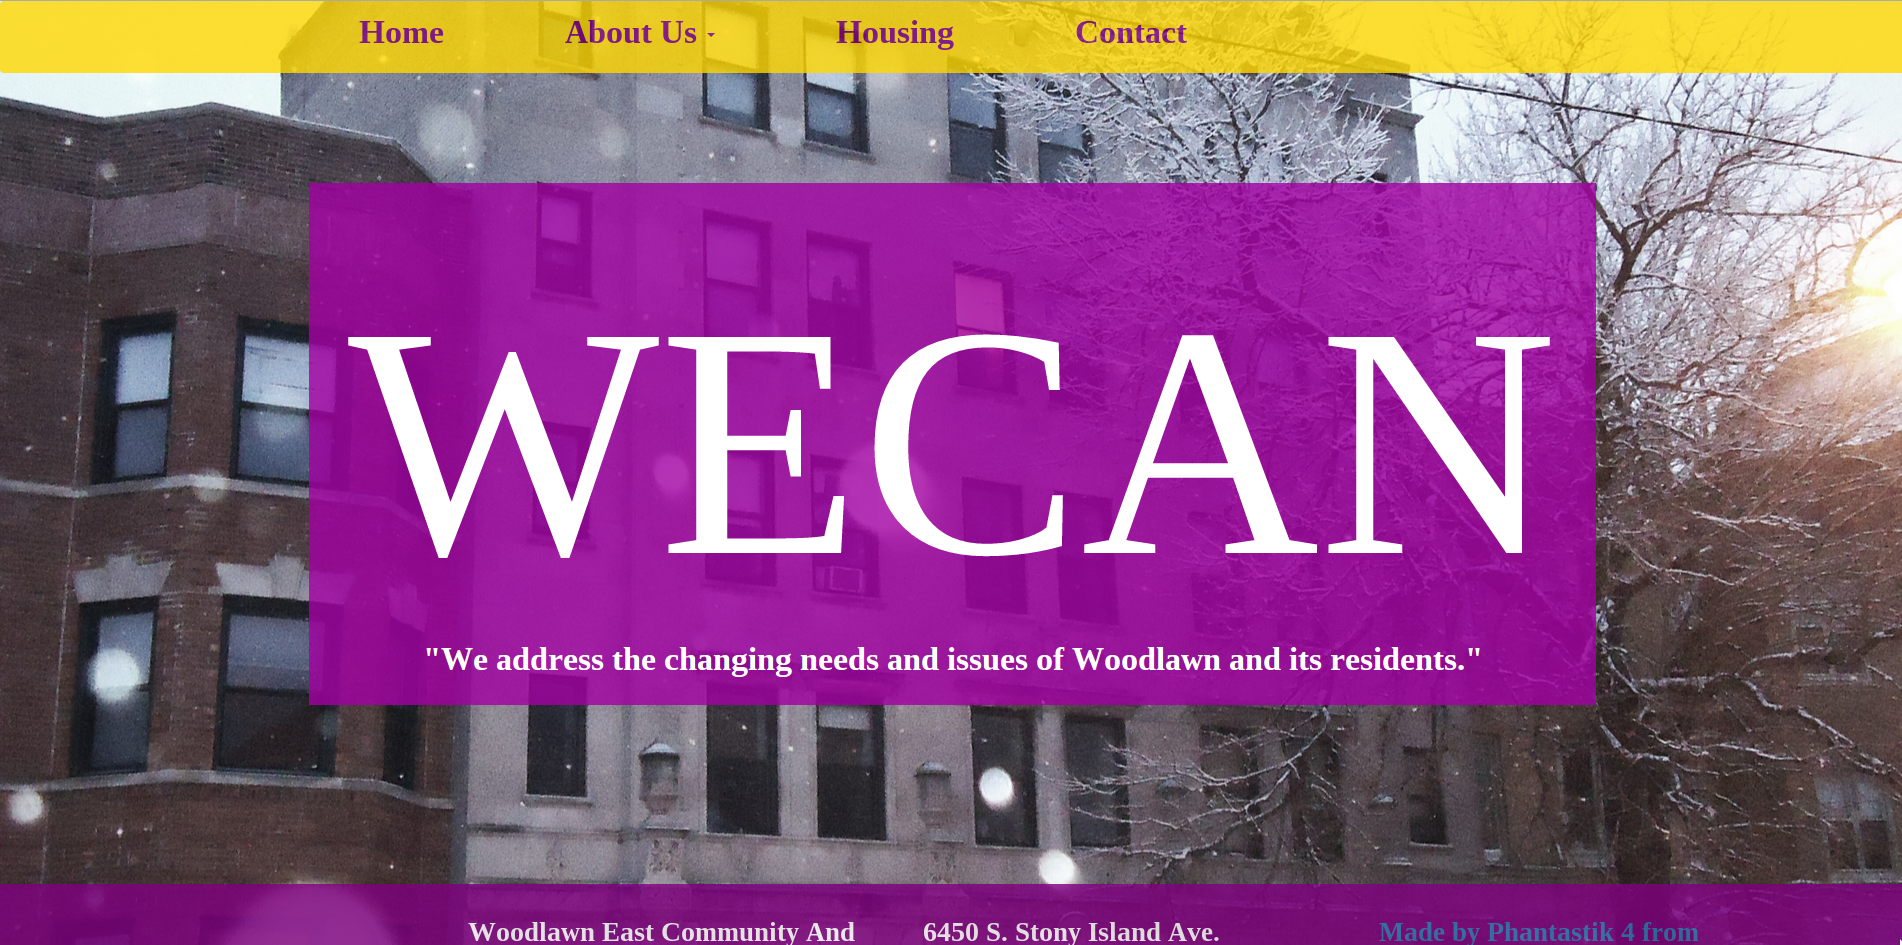 Home About Us Housing Contact
WECAN
"We address the changing needs and issues of Woodlawn and its residents."
Woodlawn East Community And 6450 S. Stony Island Ave. Made by Phantastik 4 from